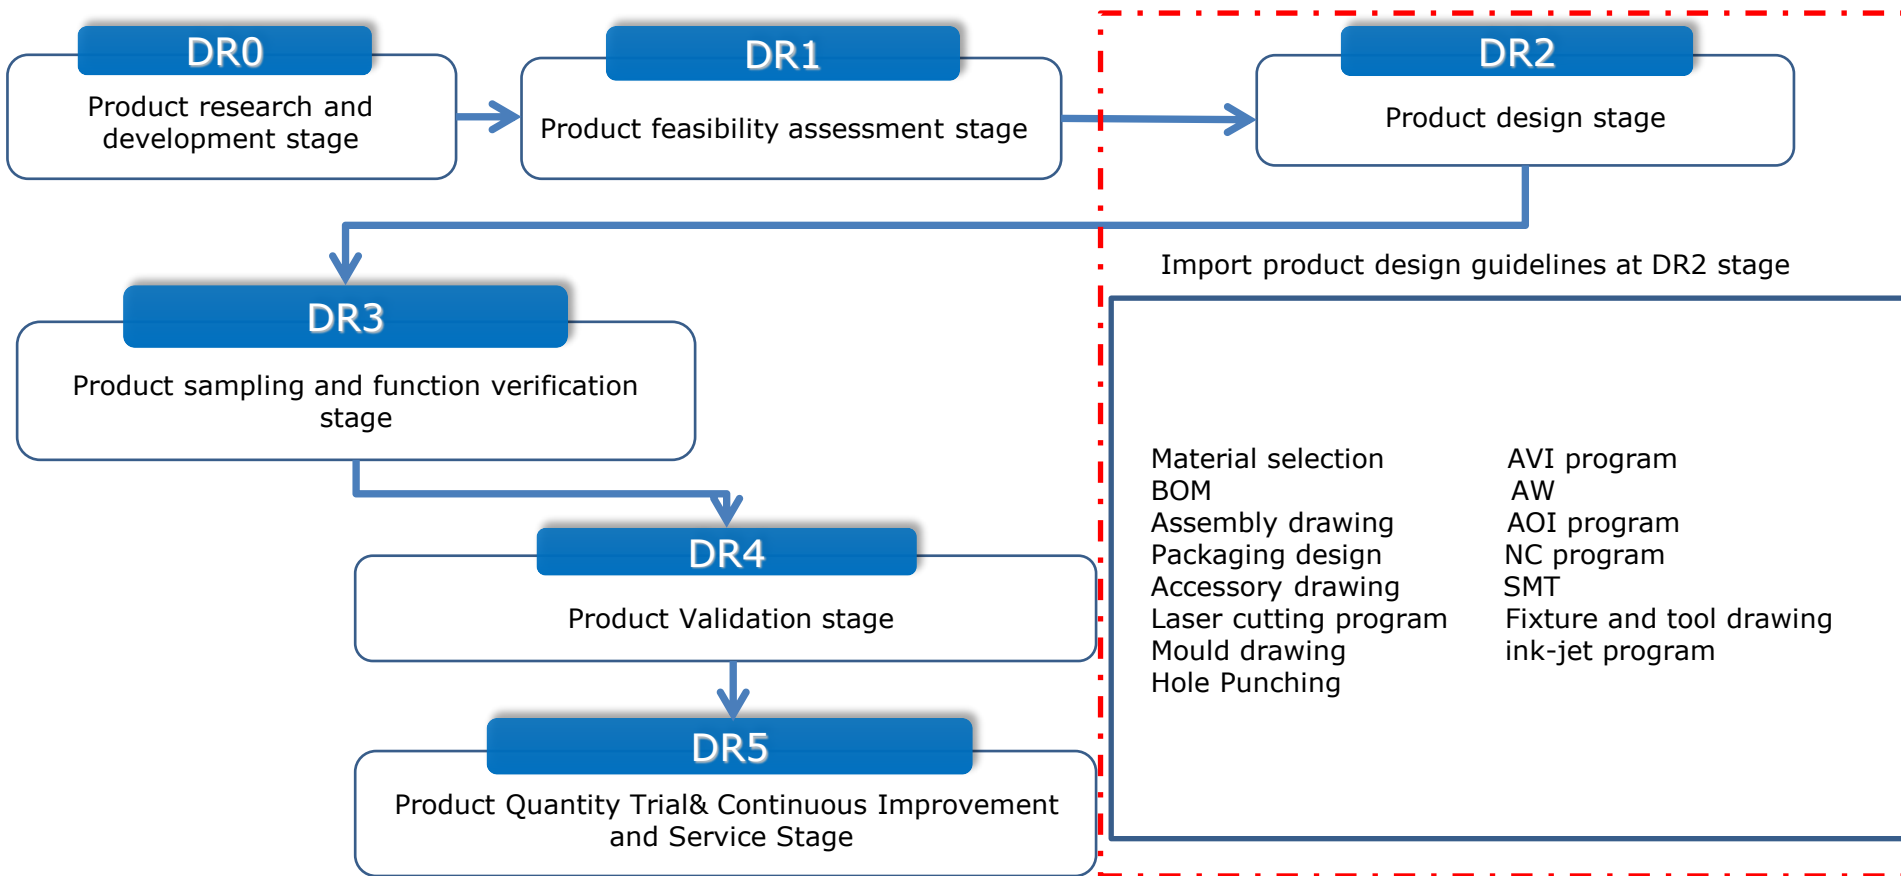 DR0
Product research and
development stage
DR1
Product feasibility assessment stage
DR2
Product design stage
Import product design guidelines at DR2 stage
DR3
Product sampling and function verification
stage
DR4
Product Validation stage
DR5
Product Quantity Trial& Continuous Improvement
and Service Stage
Material selection
BOM
Assembly drawing
Packaging design
Accessory drawing
Laser cutting program
Mould drawing
Hole Punching
AVI program
AW
AOI program
NC program
SMT
Fixture and tool drawing
ink-jet program